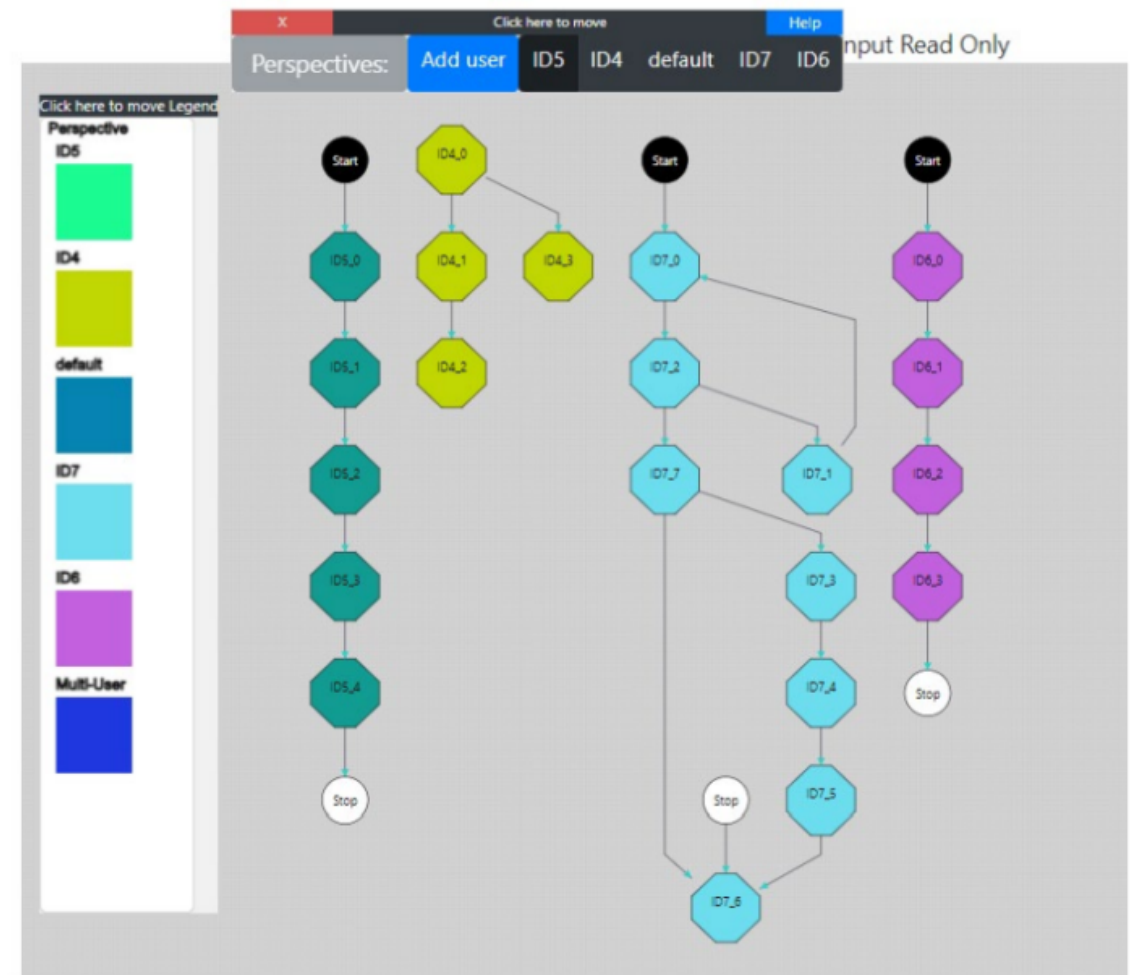 X Click here to move Help
nput Read Only
Perspectives: Add user ID5 ID4 default ID7 ID6
Click here to move Legend
Perspective
ID5
ID4
default
ID7
ID6
Multi-User
Start ID4_0 Start Start
ID5_0 ID4_1 ID4_3 ID7_0 ID6_0
ID5_1 ID4_2 ID7_2 ID6_1
ID5_2 ID7_7 ID7_1 ID6_2
ID5_3 ID7_3 ID6_3
ID5_4 ID7_4 Stop
Stop Stop ID7_5
ID7_6